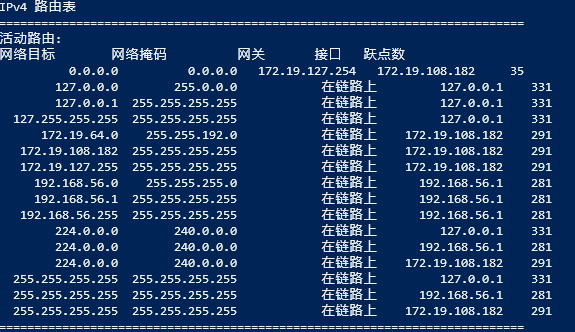 IPv4 路由表
===========================================================================
活动路由:
网络目标 网络掩码 网关 接口 跃点数
0.0.0.0 0.0.0.0 172.19.127.254 172.19.108.182 35
127.0.0.0 255.0.0.0 在链路上 127.0.0.1 331
127.0.0.1 255.255.255.255 在链路上 127.0.0.1 331
127.255.255.255 255.255.255.255 在链路上 127.0.0.1 331
172.19.64.0 255.255.192.0 在链路上 172.19.108.182 291
172.19.108.182 255.255.255.255 在链路上 172.19.108.182 291
172.19.127.255 255.255.255.255 在链路上 172.19.108.182 291
192.168.56.0 255.255.255.0 在链路上 192.168.56.1 281
192.168.56.1 255.255.255.255 在链路上 192.168.56.1 281
192.168.56.255 255.255.255.255 在链路上 192.168.56.1 281
224.0.0.0 240.0.0.0 在链路上 127.0.0.1 331
224.0.0.0 240.0.0.0 在链路上 192.168.56.1 281
224.0.0.0 240.0.0.0 在链路上 172.19.108.182 291
255.255.255.255 255.255.255.255 在链路上 127.0.0.1 331
255.255.255.255 255.255.255.255 在链路上 192.168.56.1 281
255.255.255.255 255.255.255.255 在链路上 172.19.108.182 291
===========================================================================